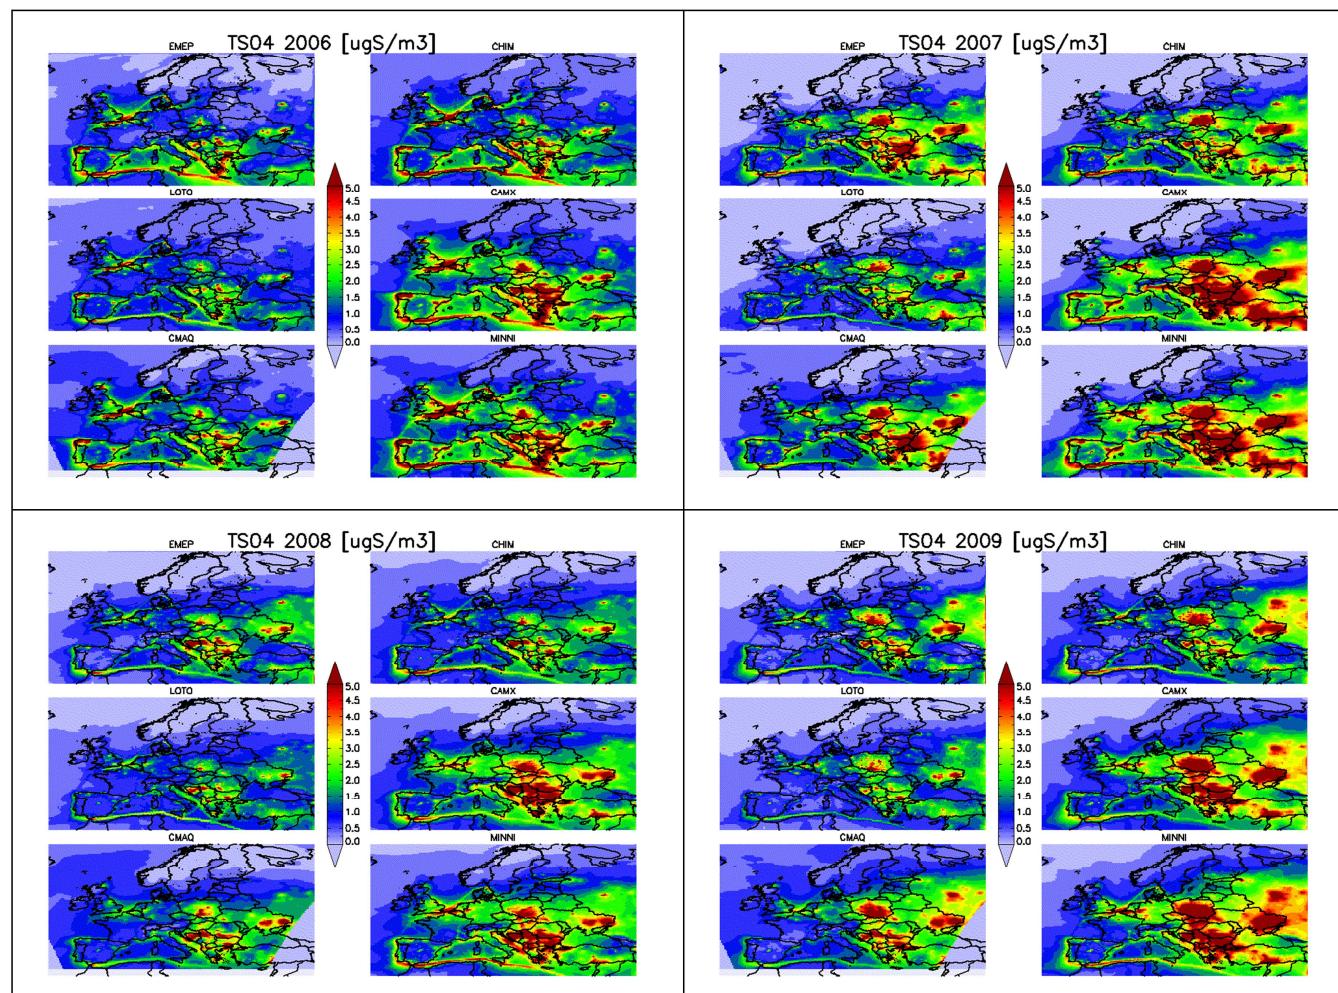 TSO4 2006 [ugS/m3]
EMEP
CHIM
LOTO
CAMX
CMAQ
MINNI
5.0
4.5
4.0
3.5
3.0
2.5
2.0
1.5
1.0
0.5
0.0
TSO4 2007 [ugS/m3]
EMEP
CHIM
LOTO
CAMX
CMAQ
MINNI
5.0
4.5
4.0
3.5
3.0
2.5
2.0
1.5
1.0
0.5
0.0
TSO4 2008 [ugS/m3]
EMEP
CHIM
LOTO
CAMX
CMAQ
MINNI
5.0
4.5
4.0
3.5
3.0
2.5
2.0
1.5
1.0
0.5
0.0
TSO4 2009 [ugS/m3]
EMEP
CHIM
LOTO
CAMX
CMAQ
MINNI
5.0
4.5
4.0
3.5
3.0
2.5
2.0
1.5
1.0
0.5
0.0